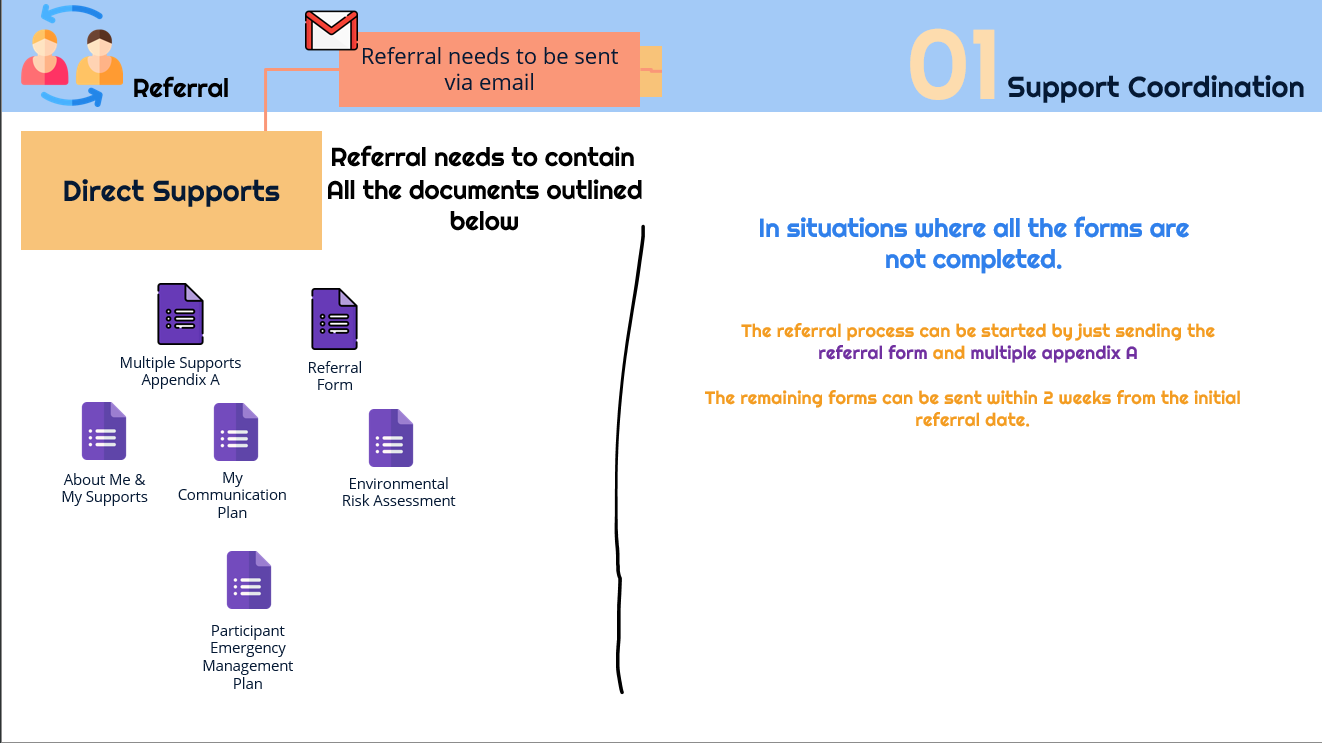 Referral
Referral needs to be sent
via email
01
Support Coordination
Direct Supports
Referral needs to contain
All the documents outlined
below
Multiple Supports
Appendix A
Referral
Form
About Me &
My Supports
My
Communication
Plan
Environmental
Risk Assessment
Participant
Emergency
Management
Plan
In situations where all the forms are
not completed.
The referral process can be started by just sending the
referral form and multiple appendix A
The remaining forms can be sent within 2 weeks from the initial
referral date.